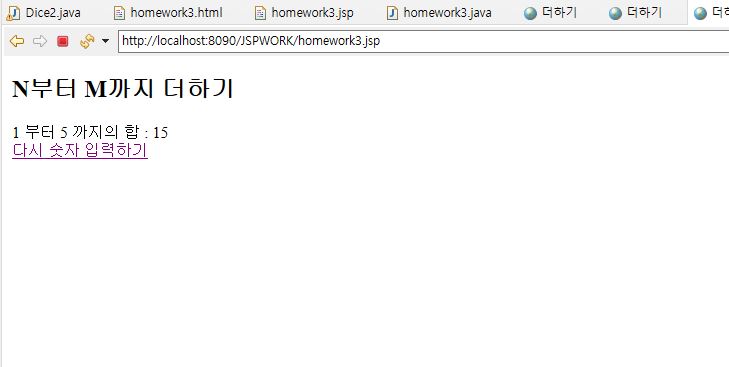 Dice2.java homework3.html homework3.jsp homework3.java 더하기 더하기
http://localhost:8090/JSPWORK/homework3.jsp
N부터 M까지 더하기
1 부터 5 까지의 합 : 15
다시 숫자 입력하기